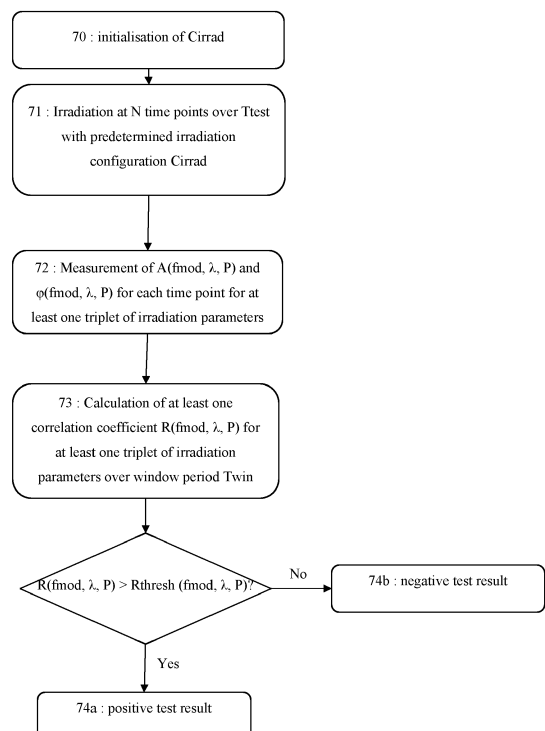 70 : initialisation of Cirrad
71 : Irradiation at N time points over Ttest
with predetermined irradiation
configuration Cirrad
72 : Measurement of A(fmod, λ, P) and
φ(fmod, λ, P) for each time point for at
least one triplet of irradiation parameters
73 : Calculation of at least one
correlation coefficient R(fmod, λ, P) for
at least one triplet of irradiation
parameters over window period Twin
R(fmod, λ, P) > Rthresh (fmod, λ, P)?
No
74b : negative test result
Yes
74a : positive test result